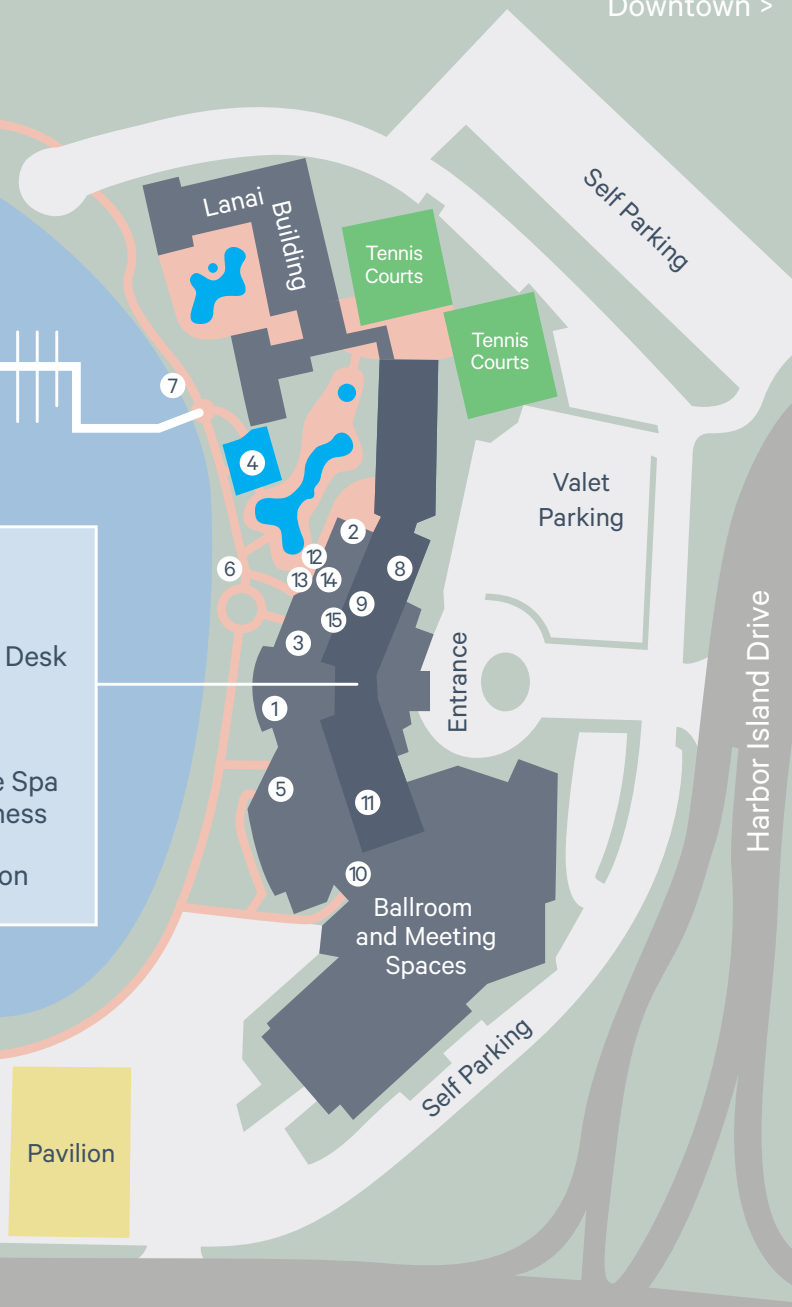 Downtown >
Self Parking
Lanai
Building
Tennis
Courts
Tennis
Courts
7
4
Valet
Parking
2
12
6
8
13
14
9
15
3
Desk
Entrance
Harbor Island Drive
1
Spa
5
11
on
10
Ballroom
and Meeting
Spaces
Self Parking
Pavilion